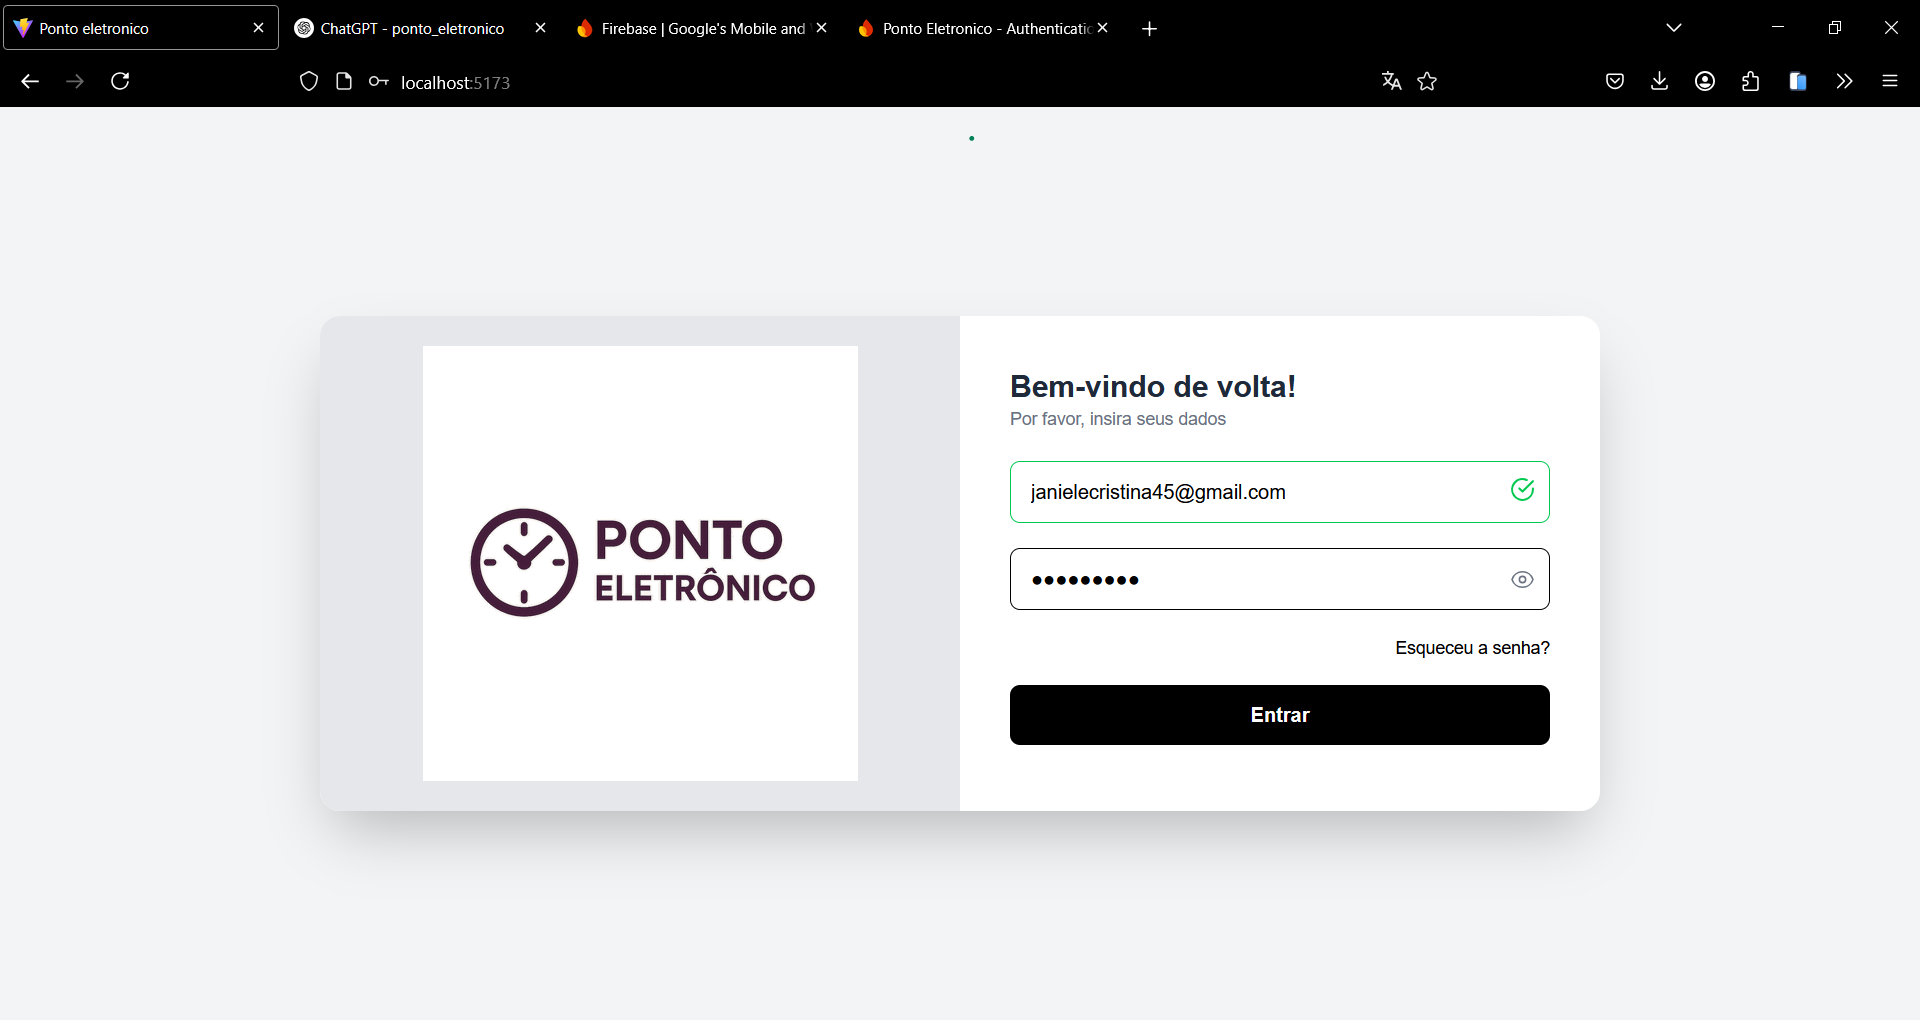 Ponto eletronico
ChatGPT - ponto_eletronico
Firebase | Google's Mobile and
Ponto Eletronico - Authenticatio
localhost:5173
PONTO
ELETRÔNICO
Bem-vindo de volta!
Por favor, insira seus dados
janielecristina45@gmail.com
●●●●●●●●●
Esqueceu a senha?
Entrar